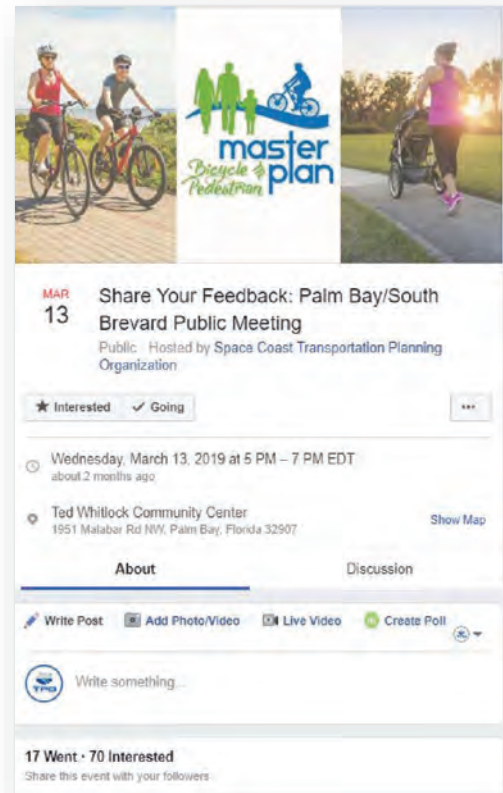 master
Bicycle & plan
Pedestrian
MAR
13
Share Your Feedback: Palm Bay/South
Brevard Public Meeting
Public · Hosted by Space Coast Transportation Planning
Organization
Interested
Going
Wednesday, March 13, 2019 at 5 PM – 7 PM EDT
about 2 months ago
Ted Whitlock Community Center
Show Map
1951 Malabar Rd NW, Palm Bay, Florida 32907
About
Discussion
Write Post
Add Photo/Video
Live Video
Create Poll
TPO
Write something...
17 Went · 70 Interested
Share this event with your followers